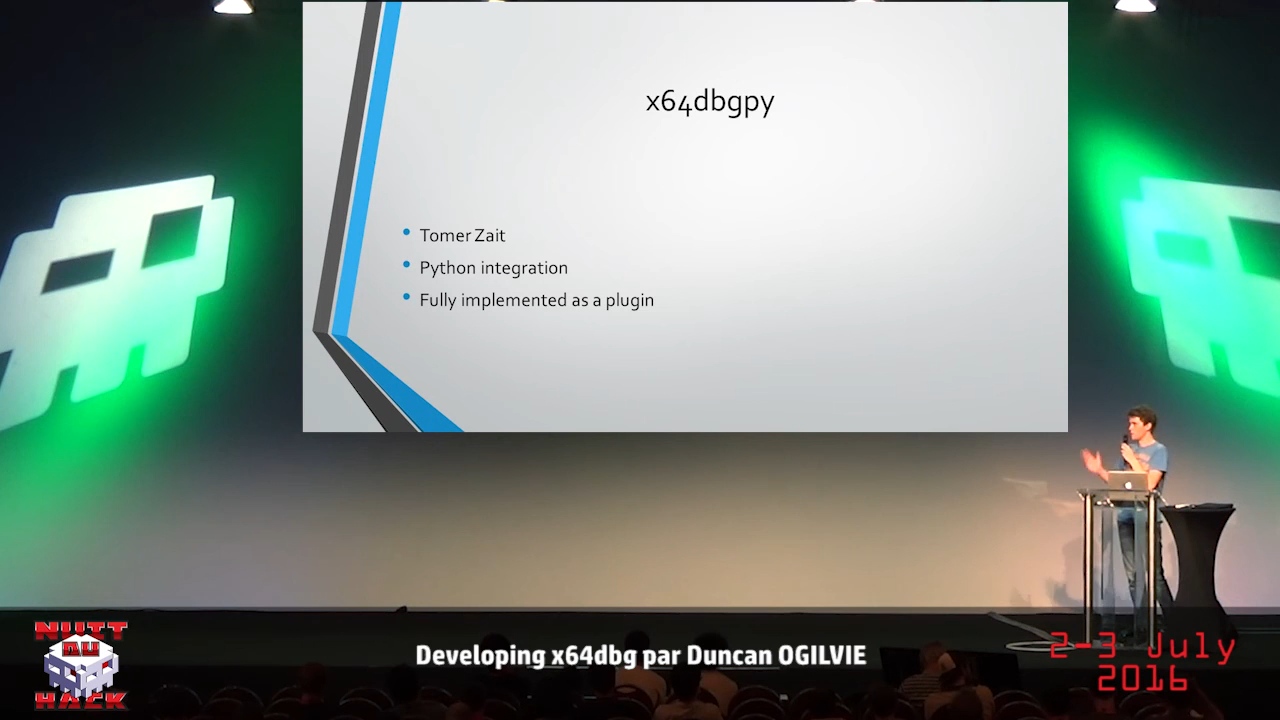 x64dbgpy
Tomer Zait
Python integration
Fully implemented as a plugin
NUIT
DU
HACK
Developing x64dbg par Duncan OGILVIE
2-3 July
2016